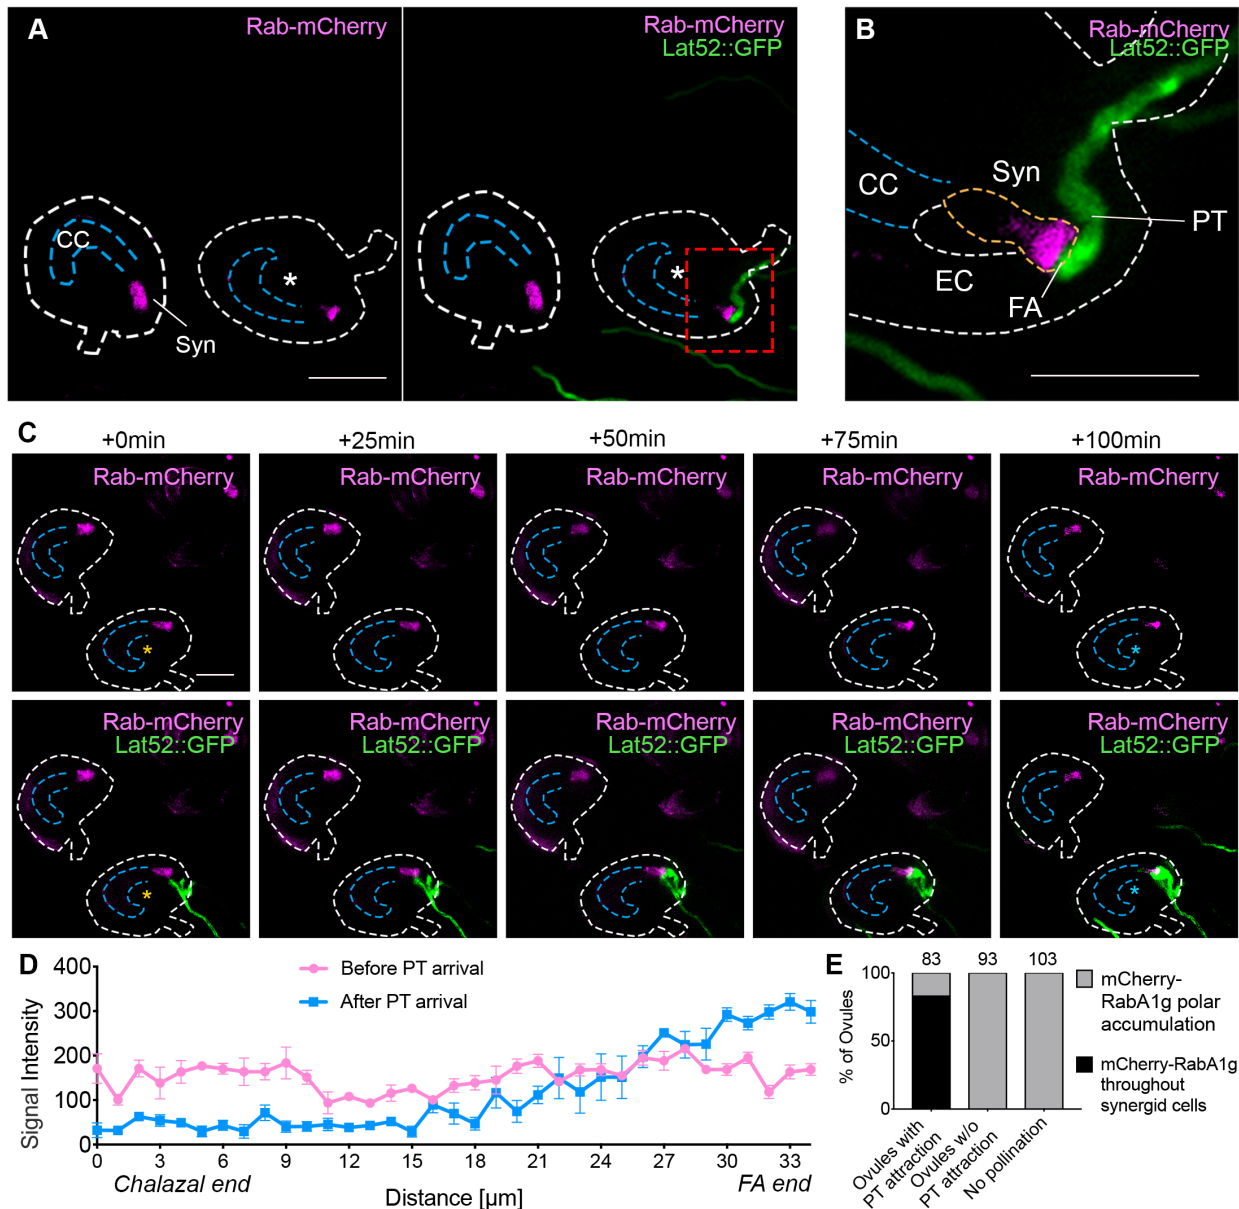 A
Rab-mCherry
Rab-mCherry
Lat52::GFP
CC
Syn
*
*
B
Rab-mCherry
Lat52::GFP
CC
Syn
PT
EC
FA
C
+0min
+25min
+50min
+75min
+100min
Rab-mCherry
Rab-mCherry
Rab-mCherry
Rab-mCherry
Rab-mCherry
*
*
Rab-mCherry
Lat52::GFP
Rab-mCherry
Lat52::GFP
Rab-mCherry
Lat52::GFP
Rab-mCherry
Lat52::GFP
Rab-mCherry
Lat52::GFP
*
*
D
Signal Intensity
400
300
200
100
0
Before PT arrival
After PT arrival
0 3 6 9 12 15 18 21 24 27 30 33
Chalazal end
Distance [µm]
FA end
E
83 93 103
% of Ovules
100
50
0
mCherry-
RabA1g polar
accumulation
mCherry-RabA1g
throughout
synergid cells
Ovules with
PT attraction
Ovules w/o
PT attraction
No pollination